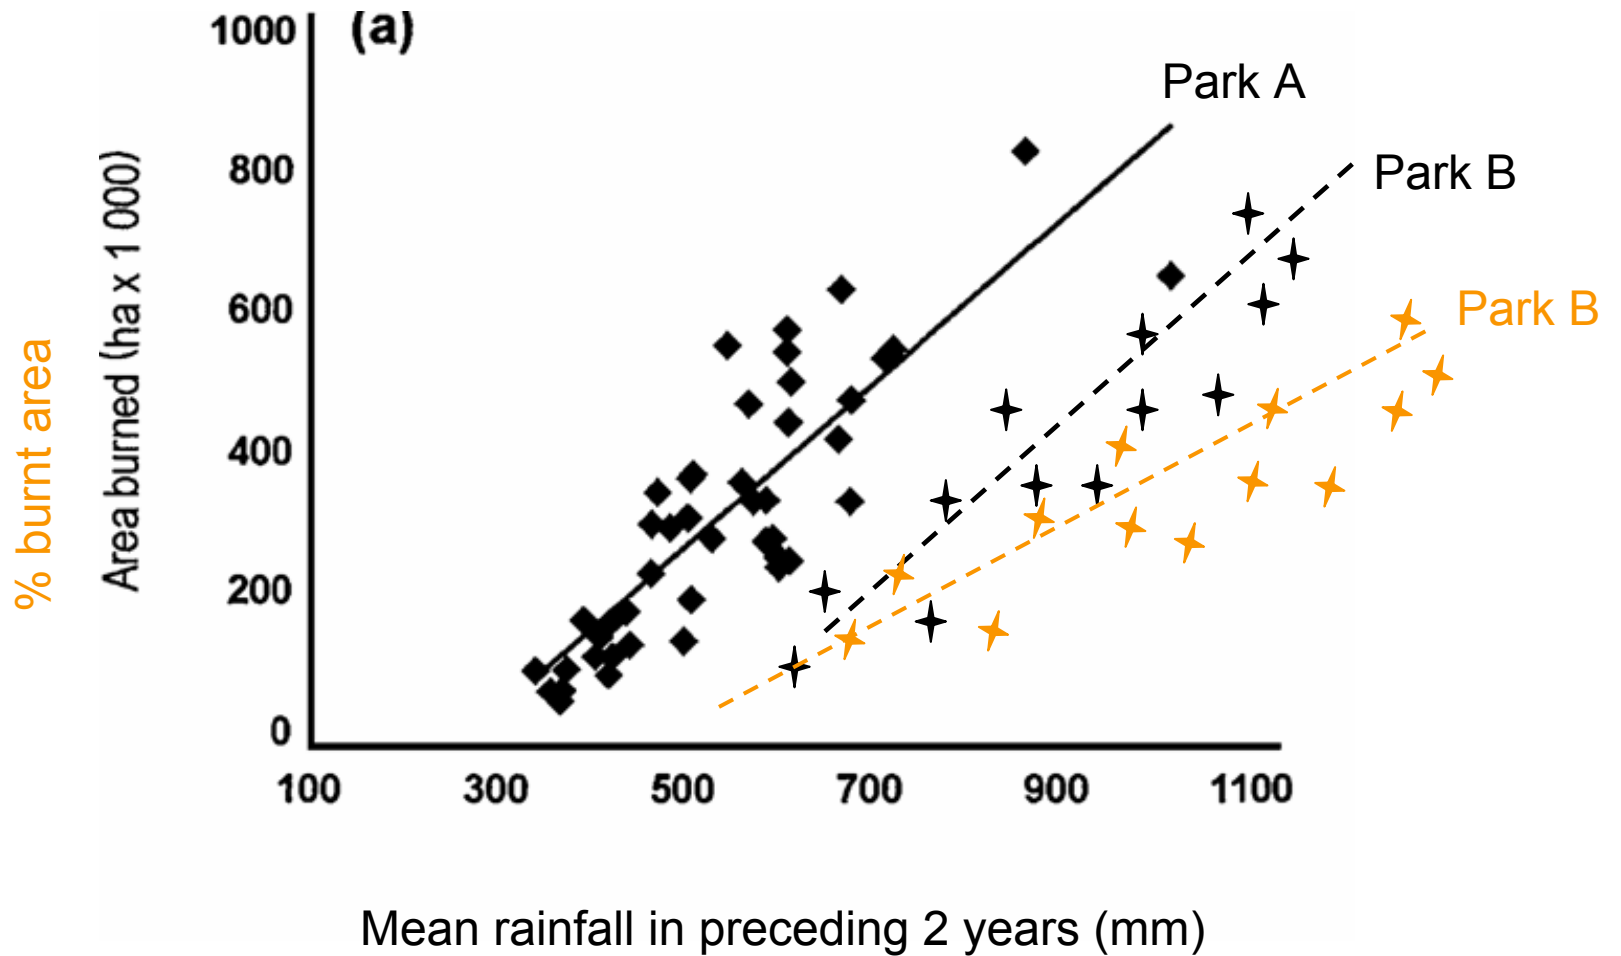 (a)
1000
800
600
400
200
0
% burnt area
Area burned (ha x 1 000)
Park A
Park B
Park B
100 300 500 700 900 1100
Mean rainfall in preceding 2 years (mm)